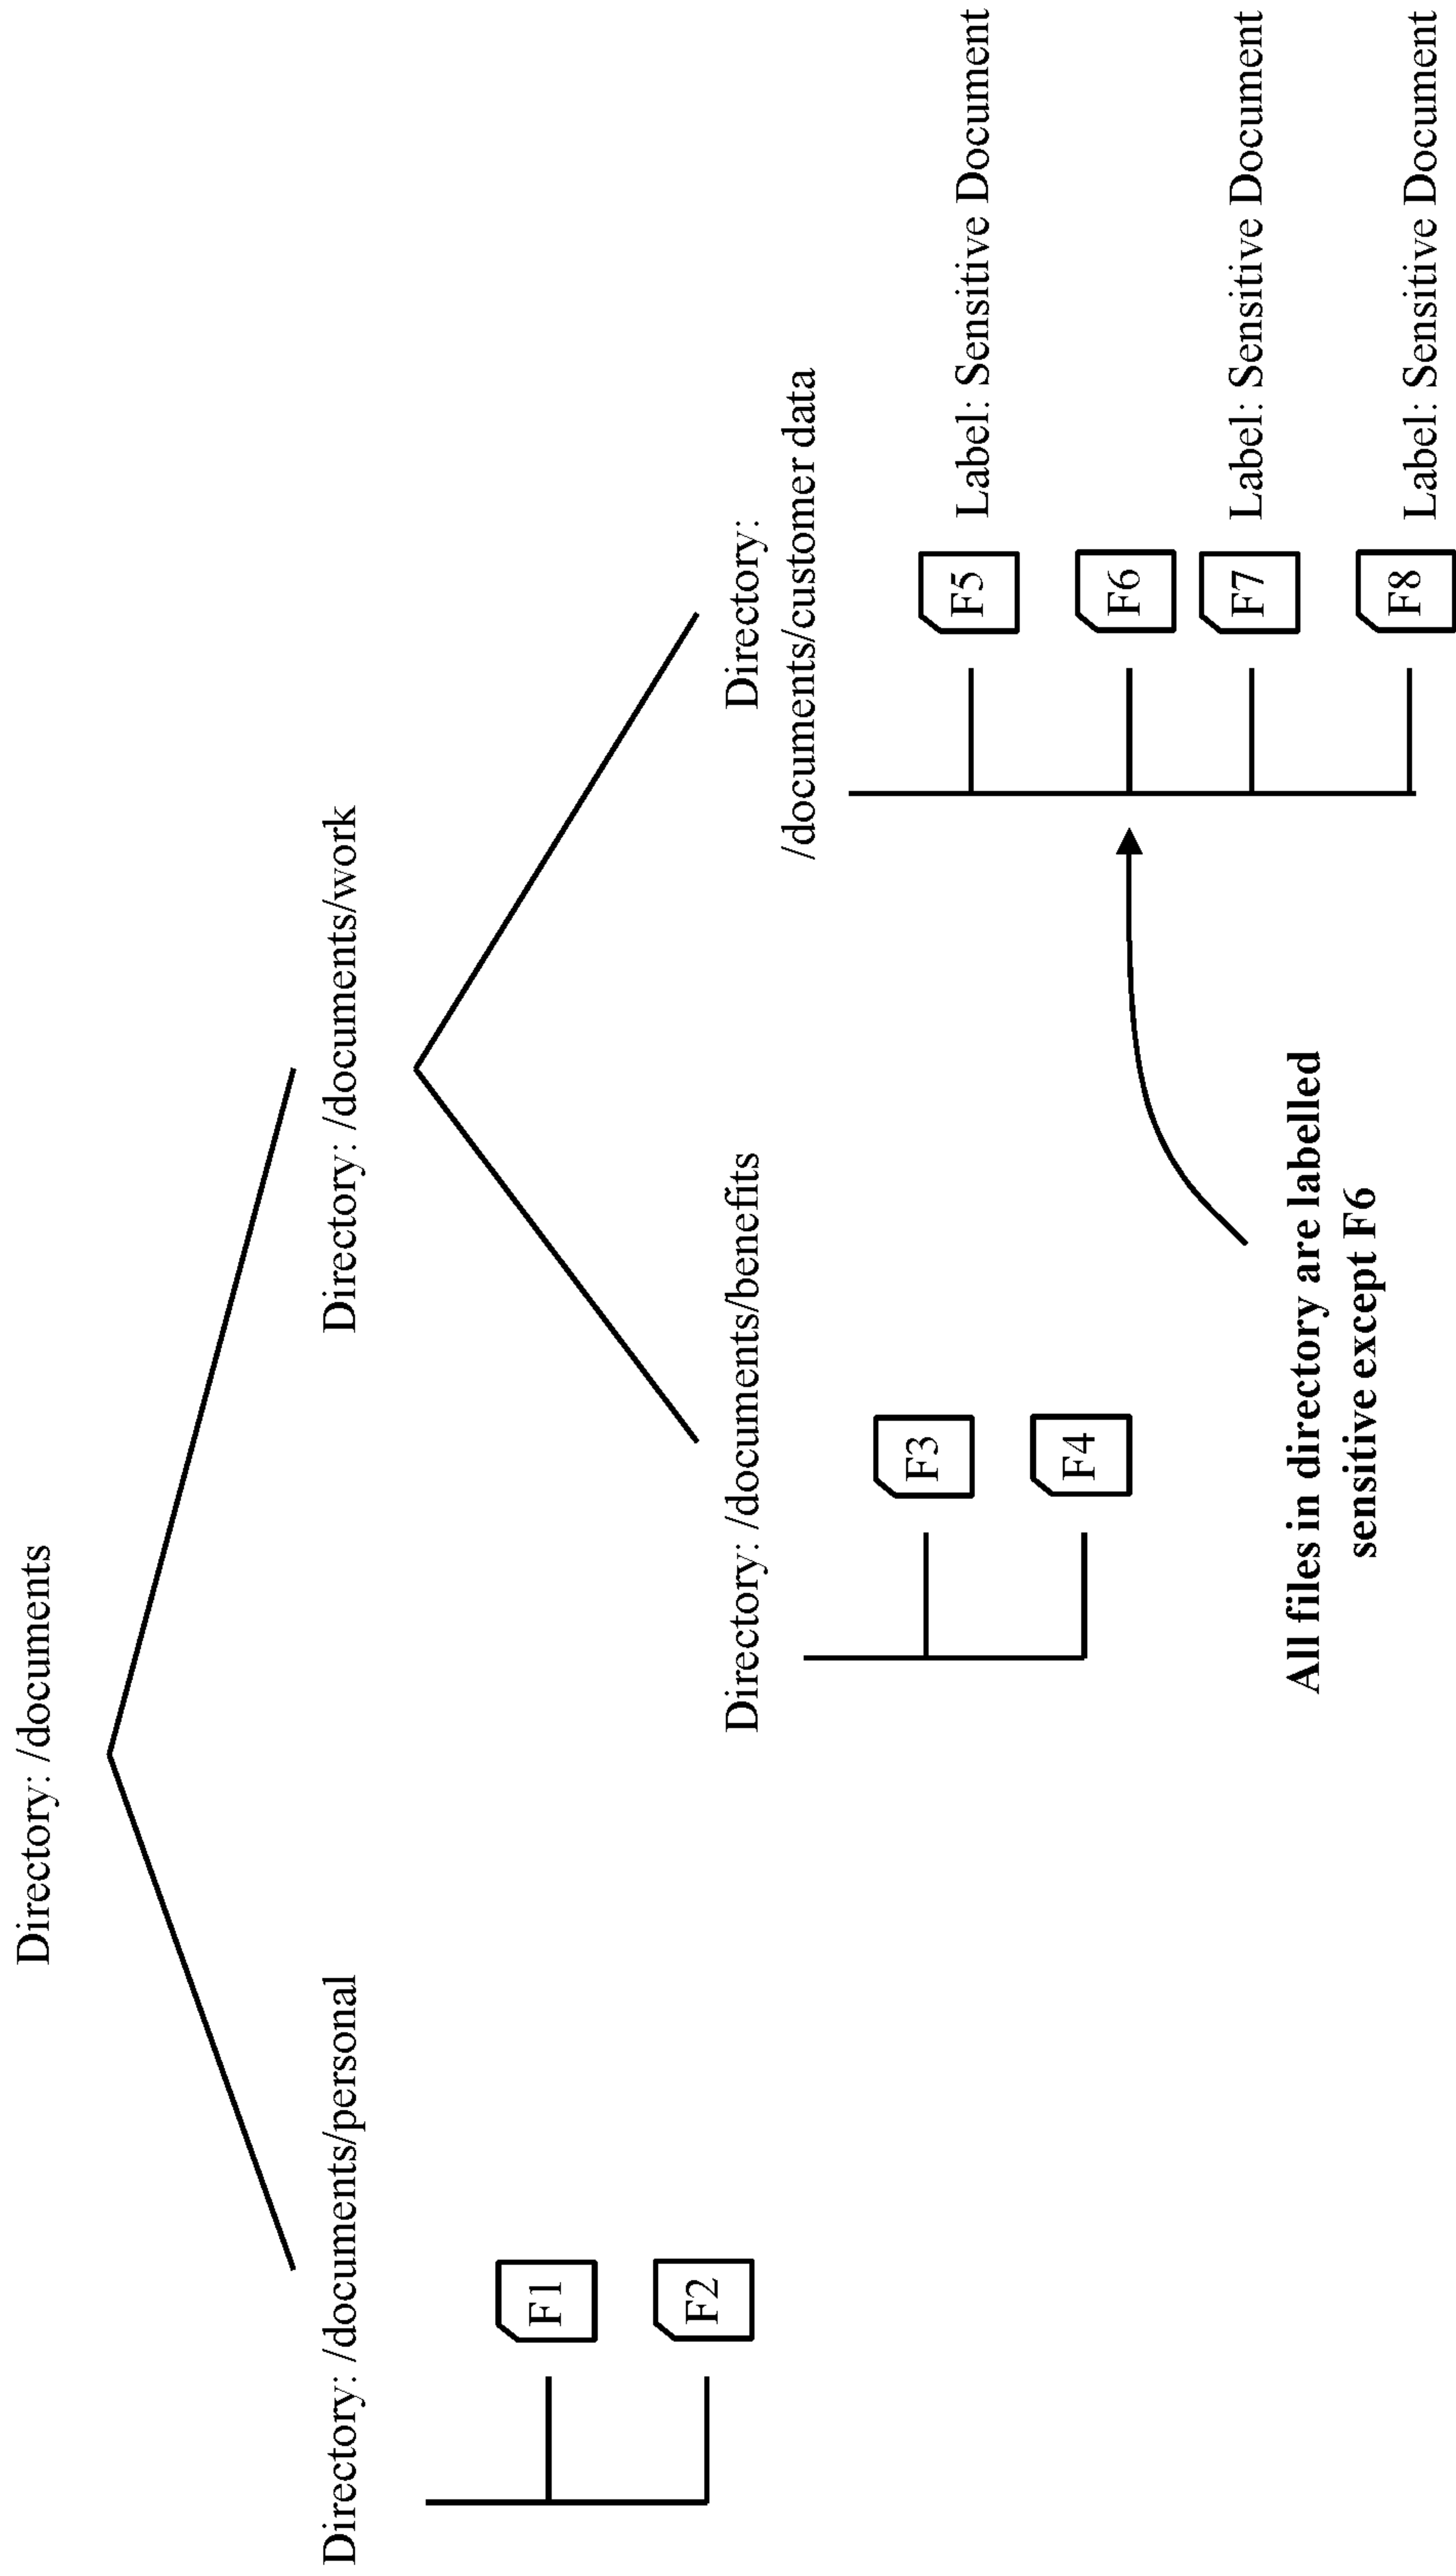 Directory: /documents
Directory: /documents/personal
Directory: /documents/work
F1
F2
Directory: /documents/benefits
F3
F4
Directory:
/documents/customer data
F5
Label: Sensitive Document
F6
F7
Label: Sensitive Document
F8
Label: Sensitive Document
All files in directory are labelled
sensitive except F6